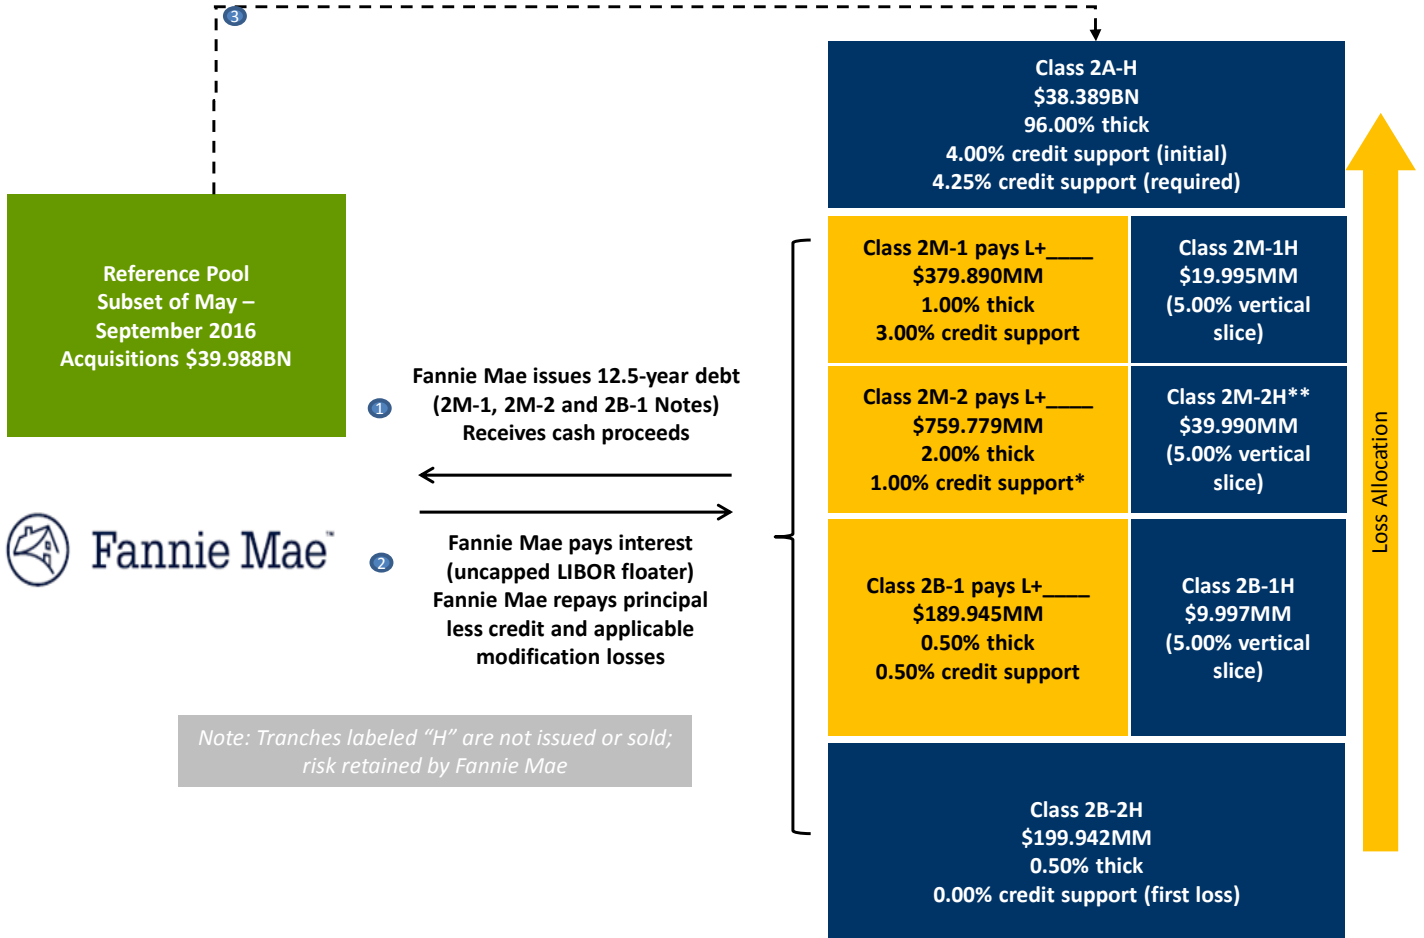 3
Class 2A-H
$38.389BN
96.00% thick
4.00% credit support (initial)
4.25% credit support (required)
Reference Pool
Subset of May –
September 2016
Acquisitions $39.988BN
Class 2M-1 pays L+____
$379.890MM
1.00% thick
3.00% credit support
Class 2M-1H
$19.995MM
(5.00% vertical
slice)
1
Fannie Mae issues 12.5-year debt
(2M-1, 2M-2 and 2B-1 Notes)
Receives cash proceeds
Class 2M-2 pays L+____
$759.779MM
2.00% thick
1.00% credit support*
Class 2M-2H**
$39.990MM
(5.00% vertical
slice)
Loss Allocation
Fannie Mae™
2
Fannie Mae pays interest
(uncapped LIBOR floater)
Fannie Mae repays principal
less credit and applicable
modification losses
Class 2B-1 pays L+____
$189.945MM
0.50% thick
0.50% credit support
Class 2B-1H
$9.997MM
(5.00% vertical
slice)
Note: Tranches labeled “H” are not issued or sold;
risk retained by Fannie Mae
Class 2B-2H
$199.942MM
0.50% thick
0.00% credit support (first loss)